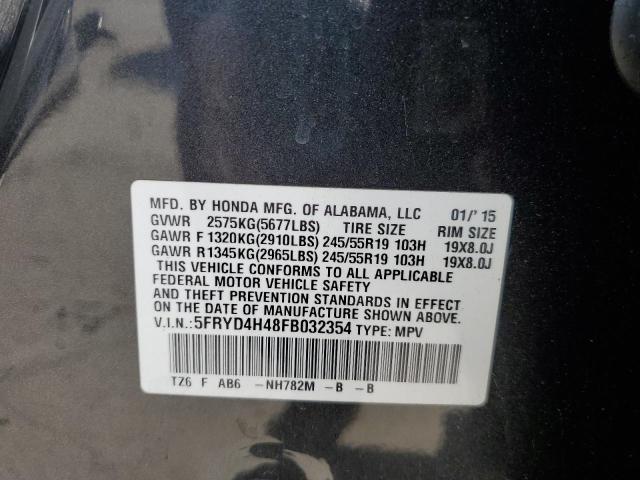 MFD. BY HONDA MFG. OF ALABAMA, LLC 01/'15
GVWR 2575KG(5677LBS) TIRE SIZE RIM SIZE
GAWR F 1320KG(2910LBS) 245/55R19 103H 19X8.0J
GAWR R 1345KG(2965LBS) 245/55R19 103H 19X8.0J
THIS VEHICLE CONFORMS TO ALL APPLICABLE
FEDERAL MOTOR VEHICLE SAFETY
AND THEFT PREVENTION STANDARDS IN EFFECT
ON THE DATE OF MANUFACTURE SHOWN ABOVE.
V.I.N.: 5FRYD4H48FB032354 TYPE: MPV
TZ6 F AB6 -NH782M -B -B